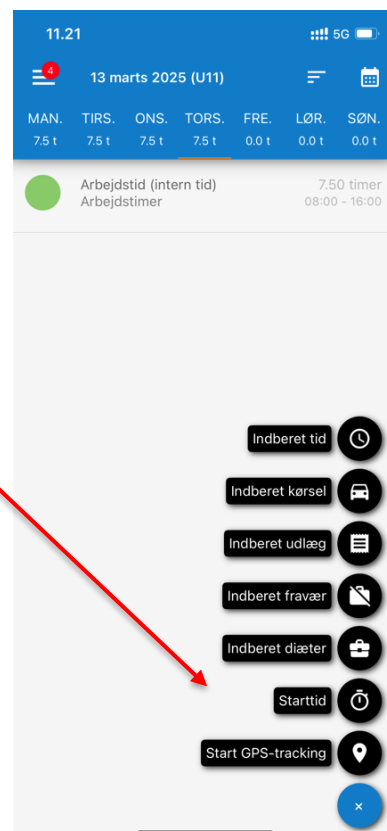 11.21 5G
4
13 marts 2025 (U11)
MAN. TIRS. ONS. TORS. FRE. LØR. SØN.
7.5 t 7.5 t 7.5 t 7.5 t 0.0 t 0.0 t 0.0 t
Arbejdstid (intern tid) 7.50 timer
Arbejdstimer 08:00 - 16:00
Indberet tid
Indberet kørsel
Indberet udlæg
Indberet fravær
Indberet diæter
Starttid
Start GPS-tracking